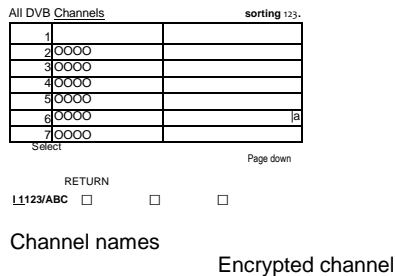 All DVB Channels sorting 123.
1
2 OOOO
3 OOOO
4 OOOO
5 OOOO
6 OOOO |a
7 OOOO
Select
Page down
RETURN
I 1123/ABC □ □ □
Channel names
Encrypted channel